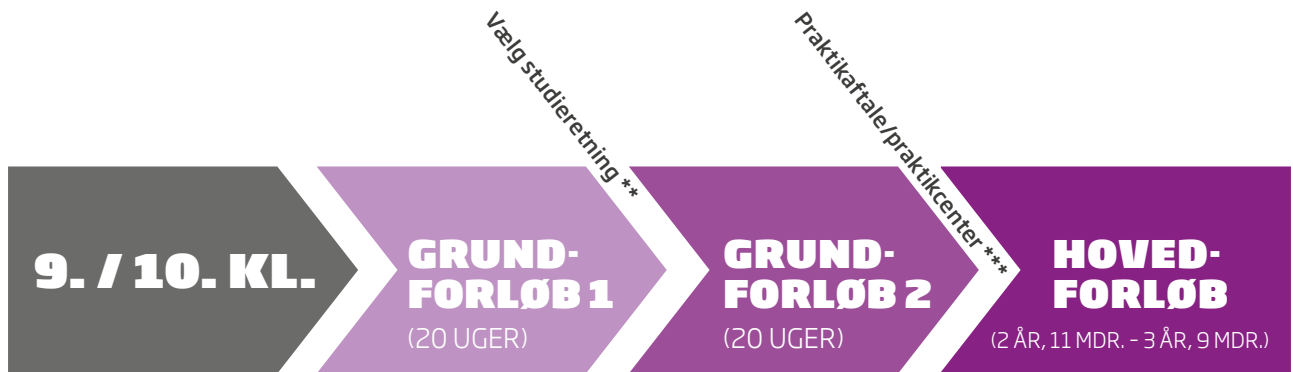 9. / 10. KL.
GRUND-
FORLØB 1
(20 UGER)
Vælg studieretning **
GRUND-
FORLØB 2
(20 UGER)
Praktikaftale/praktikcenter ***
HOVED-
FORLØB
(2 ÅR, 11 MDR. – 3 ÅR, 9 MDR.)